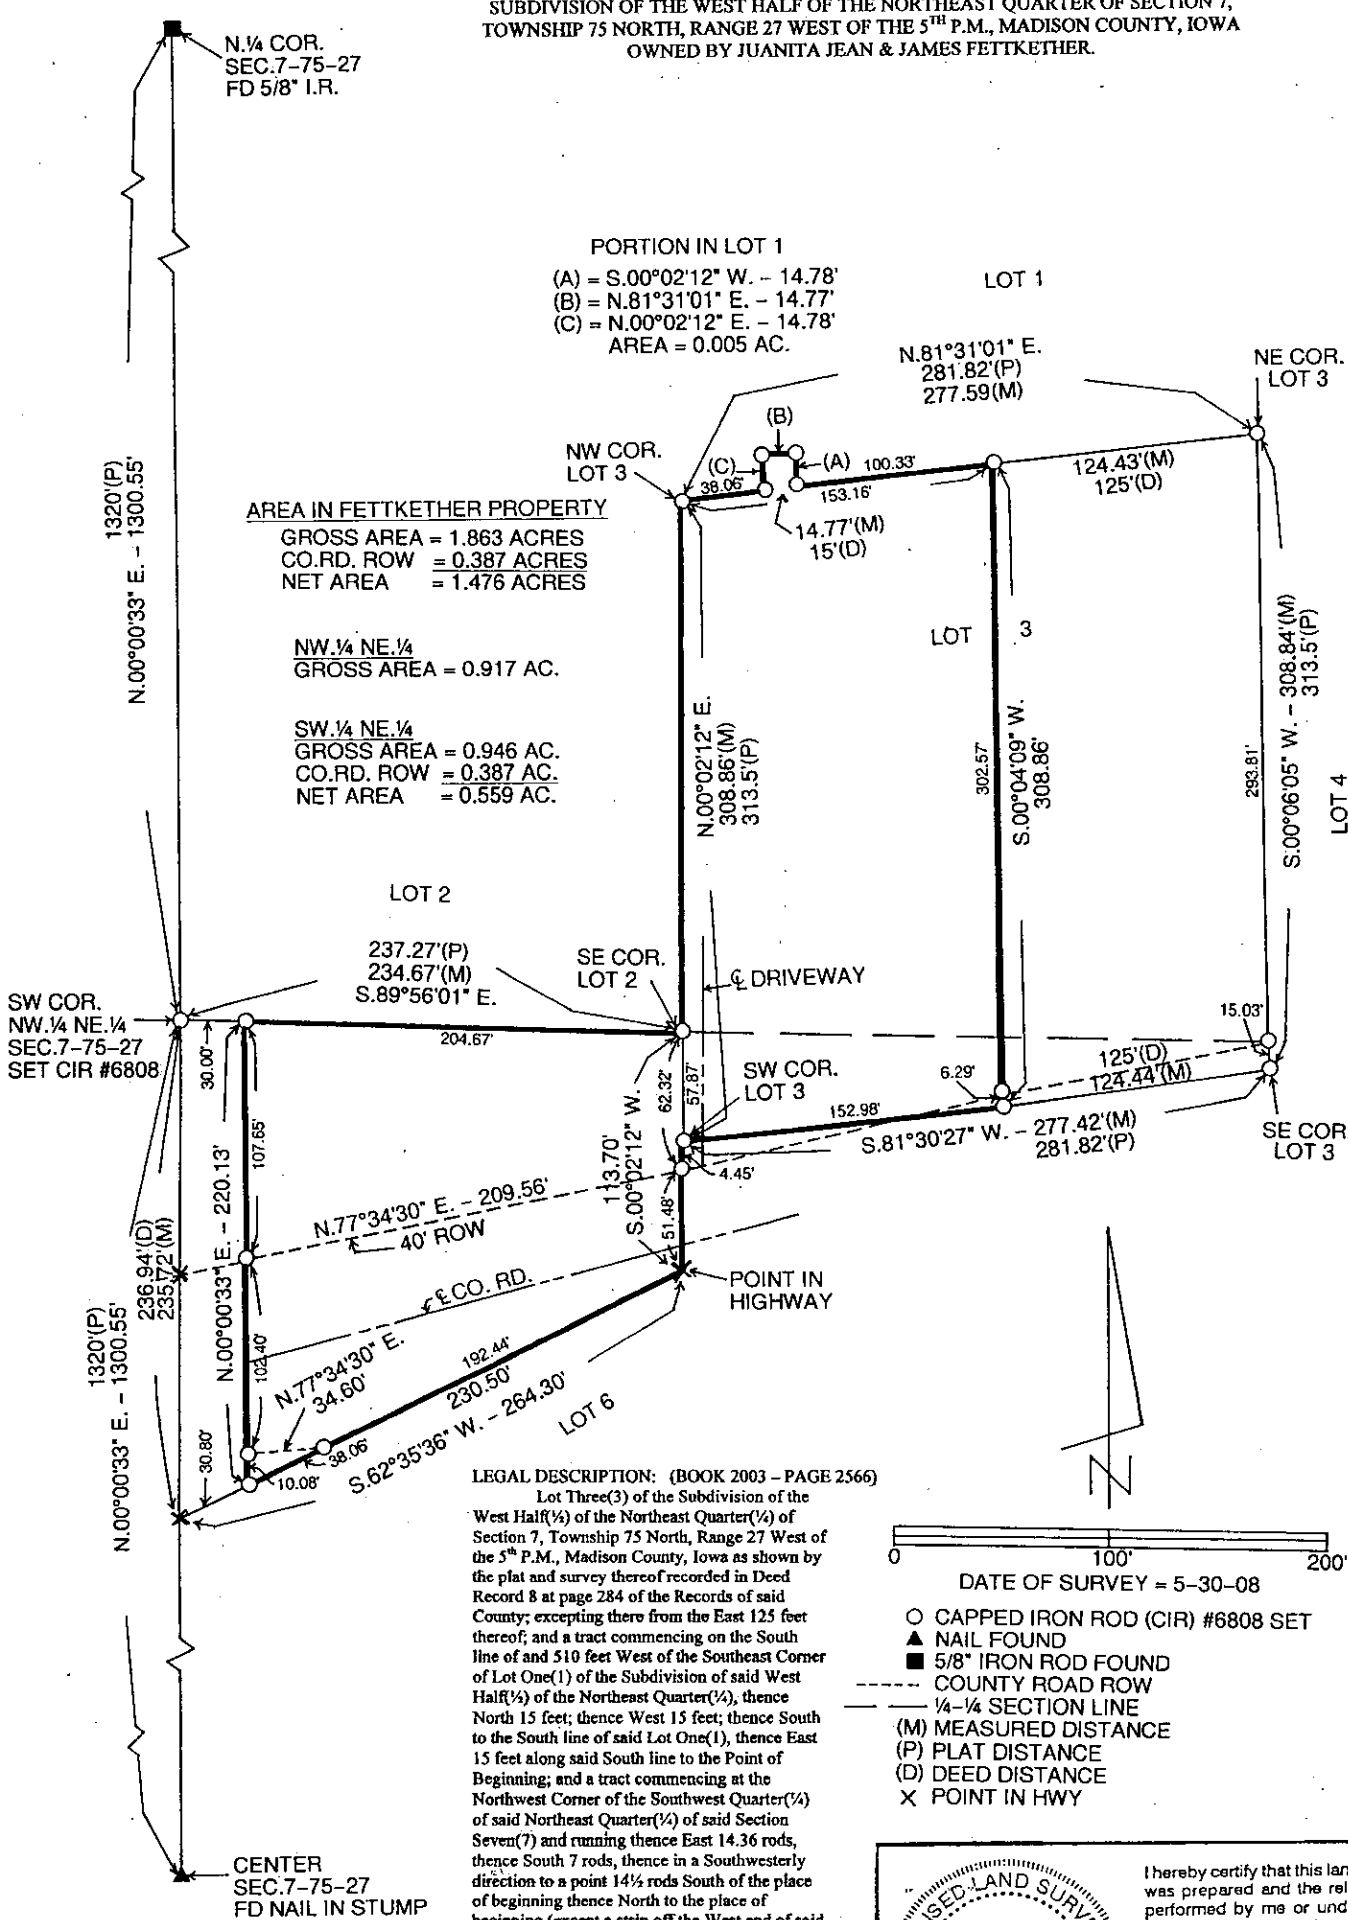 SUBDIVISION OF THE WEST HALF OF THE NORTHEAST QUARTER OF SECTION 7,
TOWNSHIP 75 NORTH, RANGE 27 WEST OF THE 5TH P.M., MADISON COUNTY, IOWA
OWNED BY JUANITA JEAN & JAMES FETTKETHER.
N.¼ COR.
SEC.7-75-27
FD 5/8" I.R.
PORTION IN LOT 1
(A) = S.00°02'12" W. - 14.78'
(B) = N.81°31'01" E. - 14.77'
(C) = N.00°02'12" E. - 14.78'
AREA = 0.005 AC.
LOT 1
N.81°31'01" E.
281.82'(P)
277.59(M)
NE COR.
LOT 3
NW COR.
LOT 3
(B)
(C)
(A)
38.06'
100.33'
153.16'
14.77'(M)
15'(D)
124.43'(M)
125'(D)
1320'(P)
N.00°00'33" E. - 1300.55'
AREA IN FETTKETHER PROPERTY
GROSS AREA = 1.863 ACRES
CO.RD. ROW = 0.387 ACRES
NET AREA = 1.476 ACRES
NW.¼ NE.¼
GROSS AREA = 0.917 AC.
SW.¼ NE.¼
GROSS AREA = 0.946 AC.
CO.RD. ROW = 0.387 AC.
NET AREA = 0.559 AC.
LOT 3
N.00°02'12" E.
308.86'(M)
313.5'(P)
302.57'
S.00°04'09" W.
308.86'
293.81'
S.00°06'05" W. - 308.84'(M)
313.5'(P)
LOT 4
LOT 2
237.27'(P)
234.67'(M)
S.89°56'01" E.
SE COR.
LOT 2
℄ DRIVEWAY
SW COR.
NW.¼ NE.¼
SEC.7-75-27
SET CIR #6808
30.00'
204.67'
15.03'
62.32'
57.87'
SW COR.
LOT 3
6.29'
125'(D)
124.44'(M)
152.98'
S.81°30'27" W. - 277.42'(M)
281.82'(P)
SE COR.
LOT 3
107.65'
N.00°00'33" E. - 220.13'
113.70'
S.00°02'12" W.
4.45'
51.48'
N.77°34'30" E. - 209.56'
40' ROW
236.94'(D)
235.72'(M)
℄ CO. RD.
POINT IN
HIGHWAY
102.40'
N.77°34'30" E.
34.60'
192.44'
230.50'
S.62°35'36" W. - 264.30'
LOT 6
1320'(P)
N.00°00'33" E. - 1300.55'
30.80'
10.08'
38.06'
N
LEGAL DESCRIPTION: (BOOK 2003 – PAGE 2566)
Lot Three(3) of the Subdivision of the
West Half(½) of the Northeast Quarter(¼) of
Section 7, Township 75 North, Range 27 West of
the 5th P.M., Madison County, Iowa as shown by
the plat and survey thereof recorded in Deed
Record 8 at page 284 of the Records of said
County; excepting there from the East 125 feet
thereof; and a tract commencing on the South
line of and 510 feet West of the Southeast Corner
of Lot One(1) of the Subdivision of said West
Half(½) of the Northeast Quarter(¼), thence
North 15 feet; thence West 15 feet; thence South
to the South line of said Lot One(1), thence East
15 feet along said South line to the Point of
Beginning; and a tract commencing at the
Northwest Corner of the Southwest Quarter(¼)
of said Northeast Quarter(¼) of said Section
Seven(7) and running thence East 14.36 rods,
thence South 7 rods, thence in a Southwesterly
direction to a point 14½ rods South of the place
of beginning thence North to the place of
beginning (except a strip off the West end of said
0 100' 200'
DATE OF SURVEY = 5-30-08
CAPPED IRON ROD (CIR) #6808 SET
NAIL FOUND
5/8" IRON ROD FOUND
COUNTY ROAD ROW
¼-¼ SECTION LINE
(M) MEASURED DISTANCE
(P) PLAT DISTANCE
(D) DEED DISTANCE
X POINT IN HWY
CENTER
SEC.7-75-27
FD NAIL IN STUMP
LAND
I hereby certify that this lan
was prepared and the rel
performed by me or und